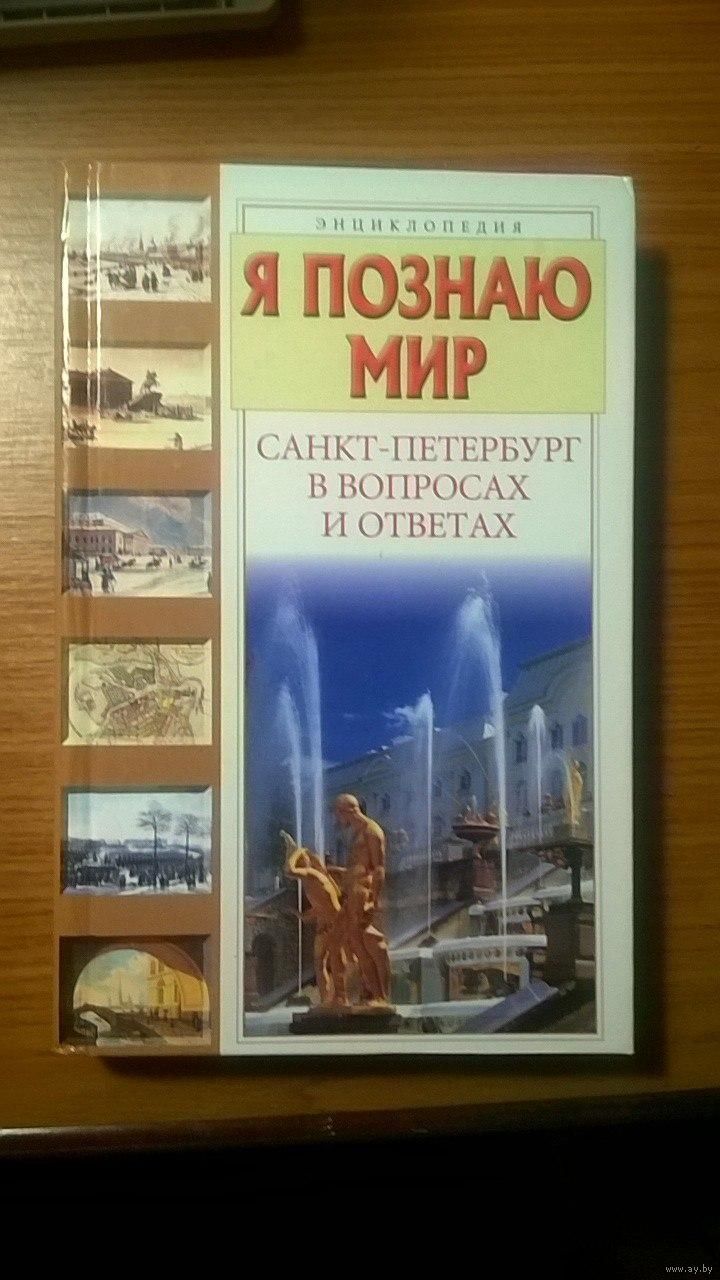 ЭНЦИКЛОПЕДИЯ
Я ПОЗНАЮ
МИР
САНКТ-ПЕТЕРБУРГ
В ВОПРОСАХ
И ОТВЕТАХ
www.ay.by